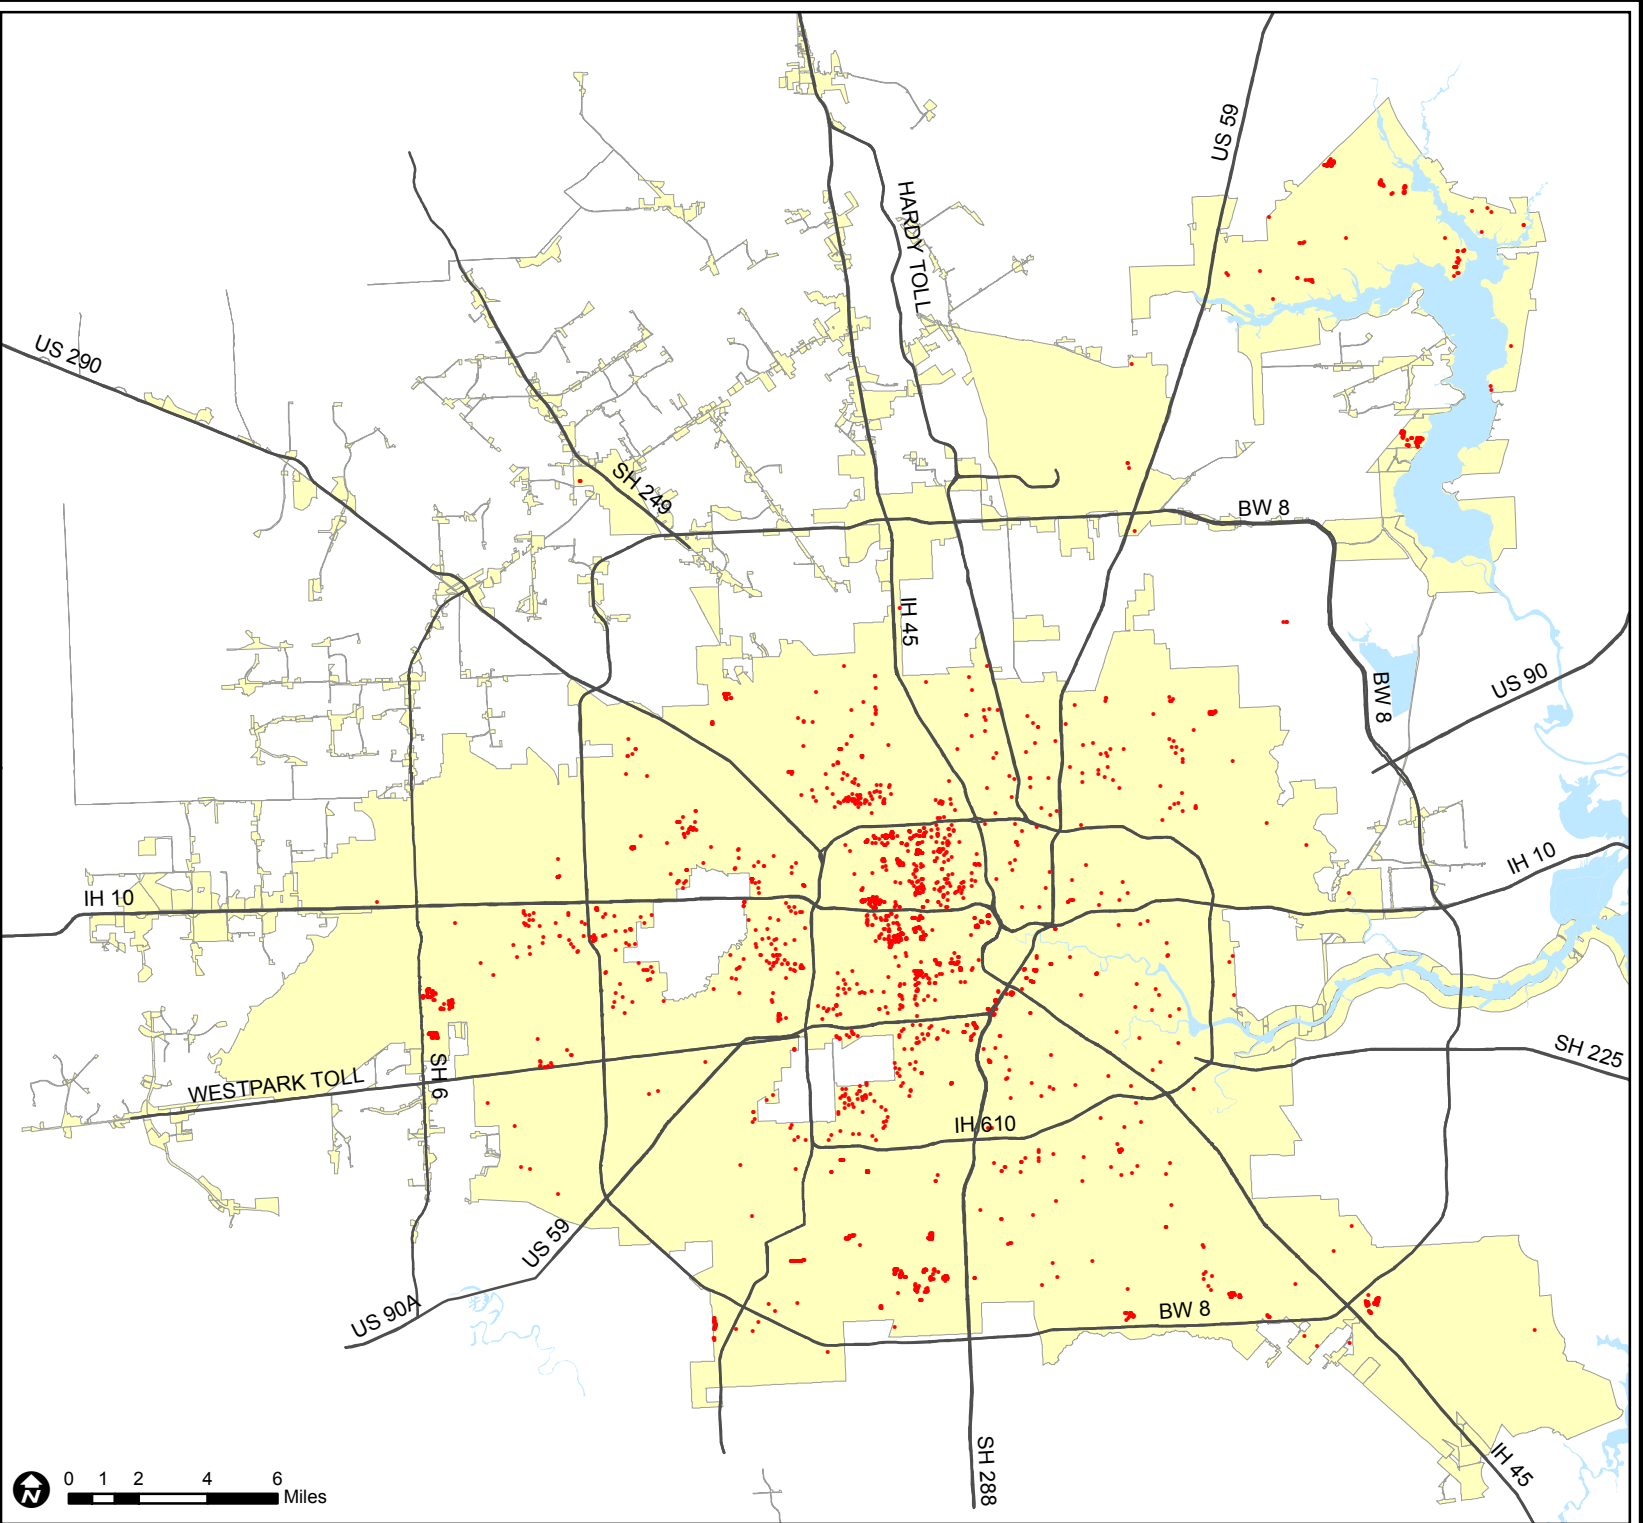 US 59
HARDY TOLL
US 290
SH 249
BW 8
IH 45
US 90
BW 8
IH 10
IH 10
SH 225
SH 6
WESTPARK TOLL
IH 610
US 59
US 90A
BW 8
SH 288
IH 45
N
0 1 2 4 6
Miles